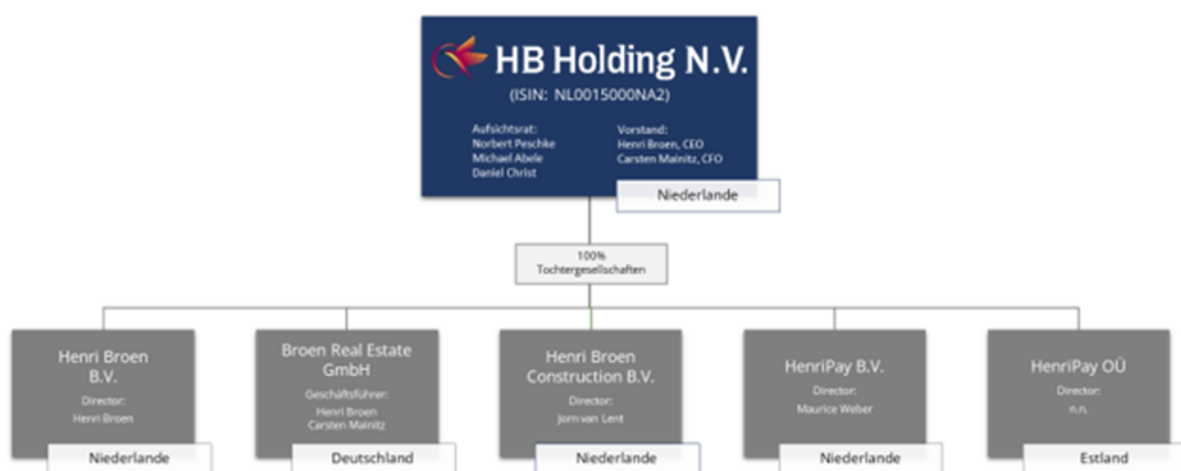 HB Holding N.V.
(ISIN: NL0015000NA2)
Aufsichtsrat:
Norbert Peschke
Michael Abele
Daniel Christ
Vorstand:
Henri Broen, CEO
Carsten Mainitz, CFO
Niederlande
100%
Tochtergesellschaften
Henri Broen
B.V.
Director:
Henri Broen
Niederlande
Broen Real Estate
GmbH
Geschäftsführer:
Henri Broen
Carsten Mainitz
Deutschland
Henri Broen
Construction B.V.
Director:
Jorn van Lent
Niederlande
HenriPay B.V.
Director:
Maurice Weber
Niederlande
HenriPay OÜ
Director:
n.n.
Estland